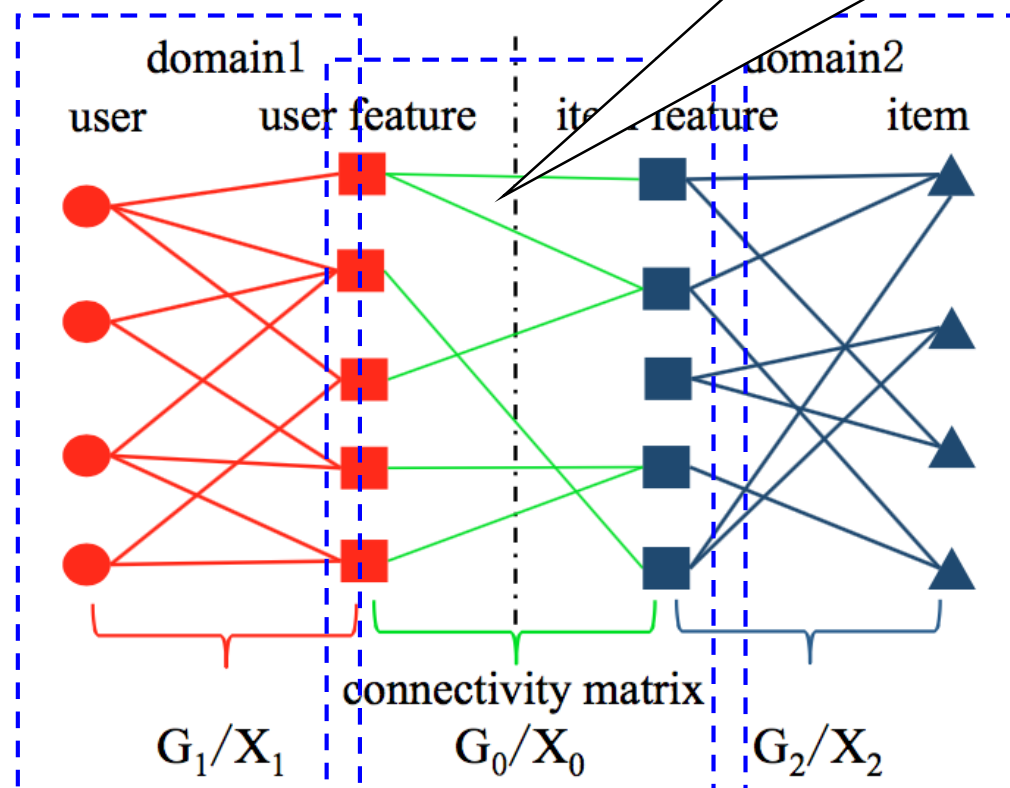 domain1
domain2
user
user feature
item feature
item
connectivity matrix
G₁/X₁
G₀/X₀
G₂/X₂